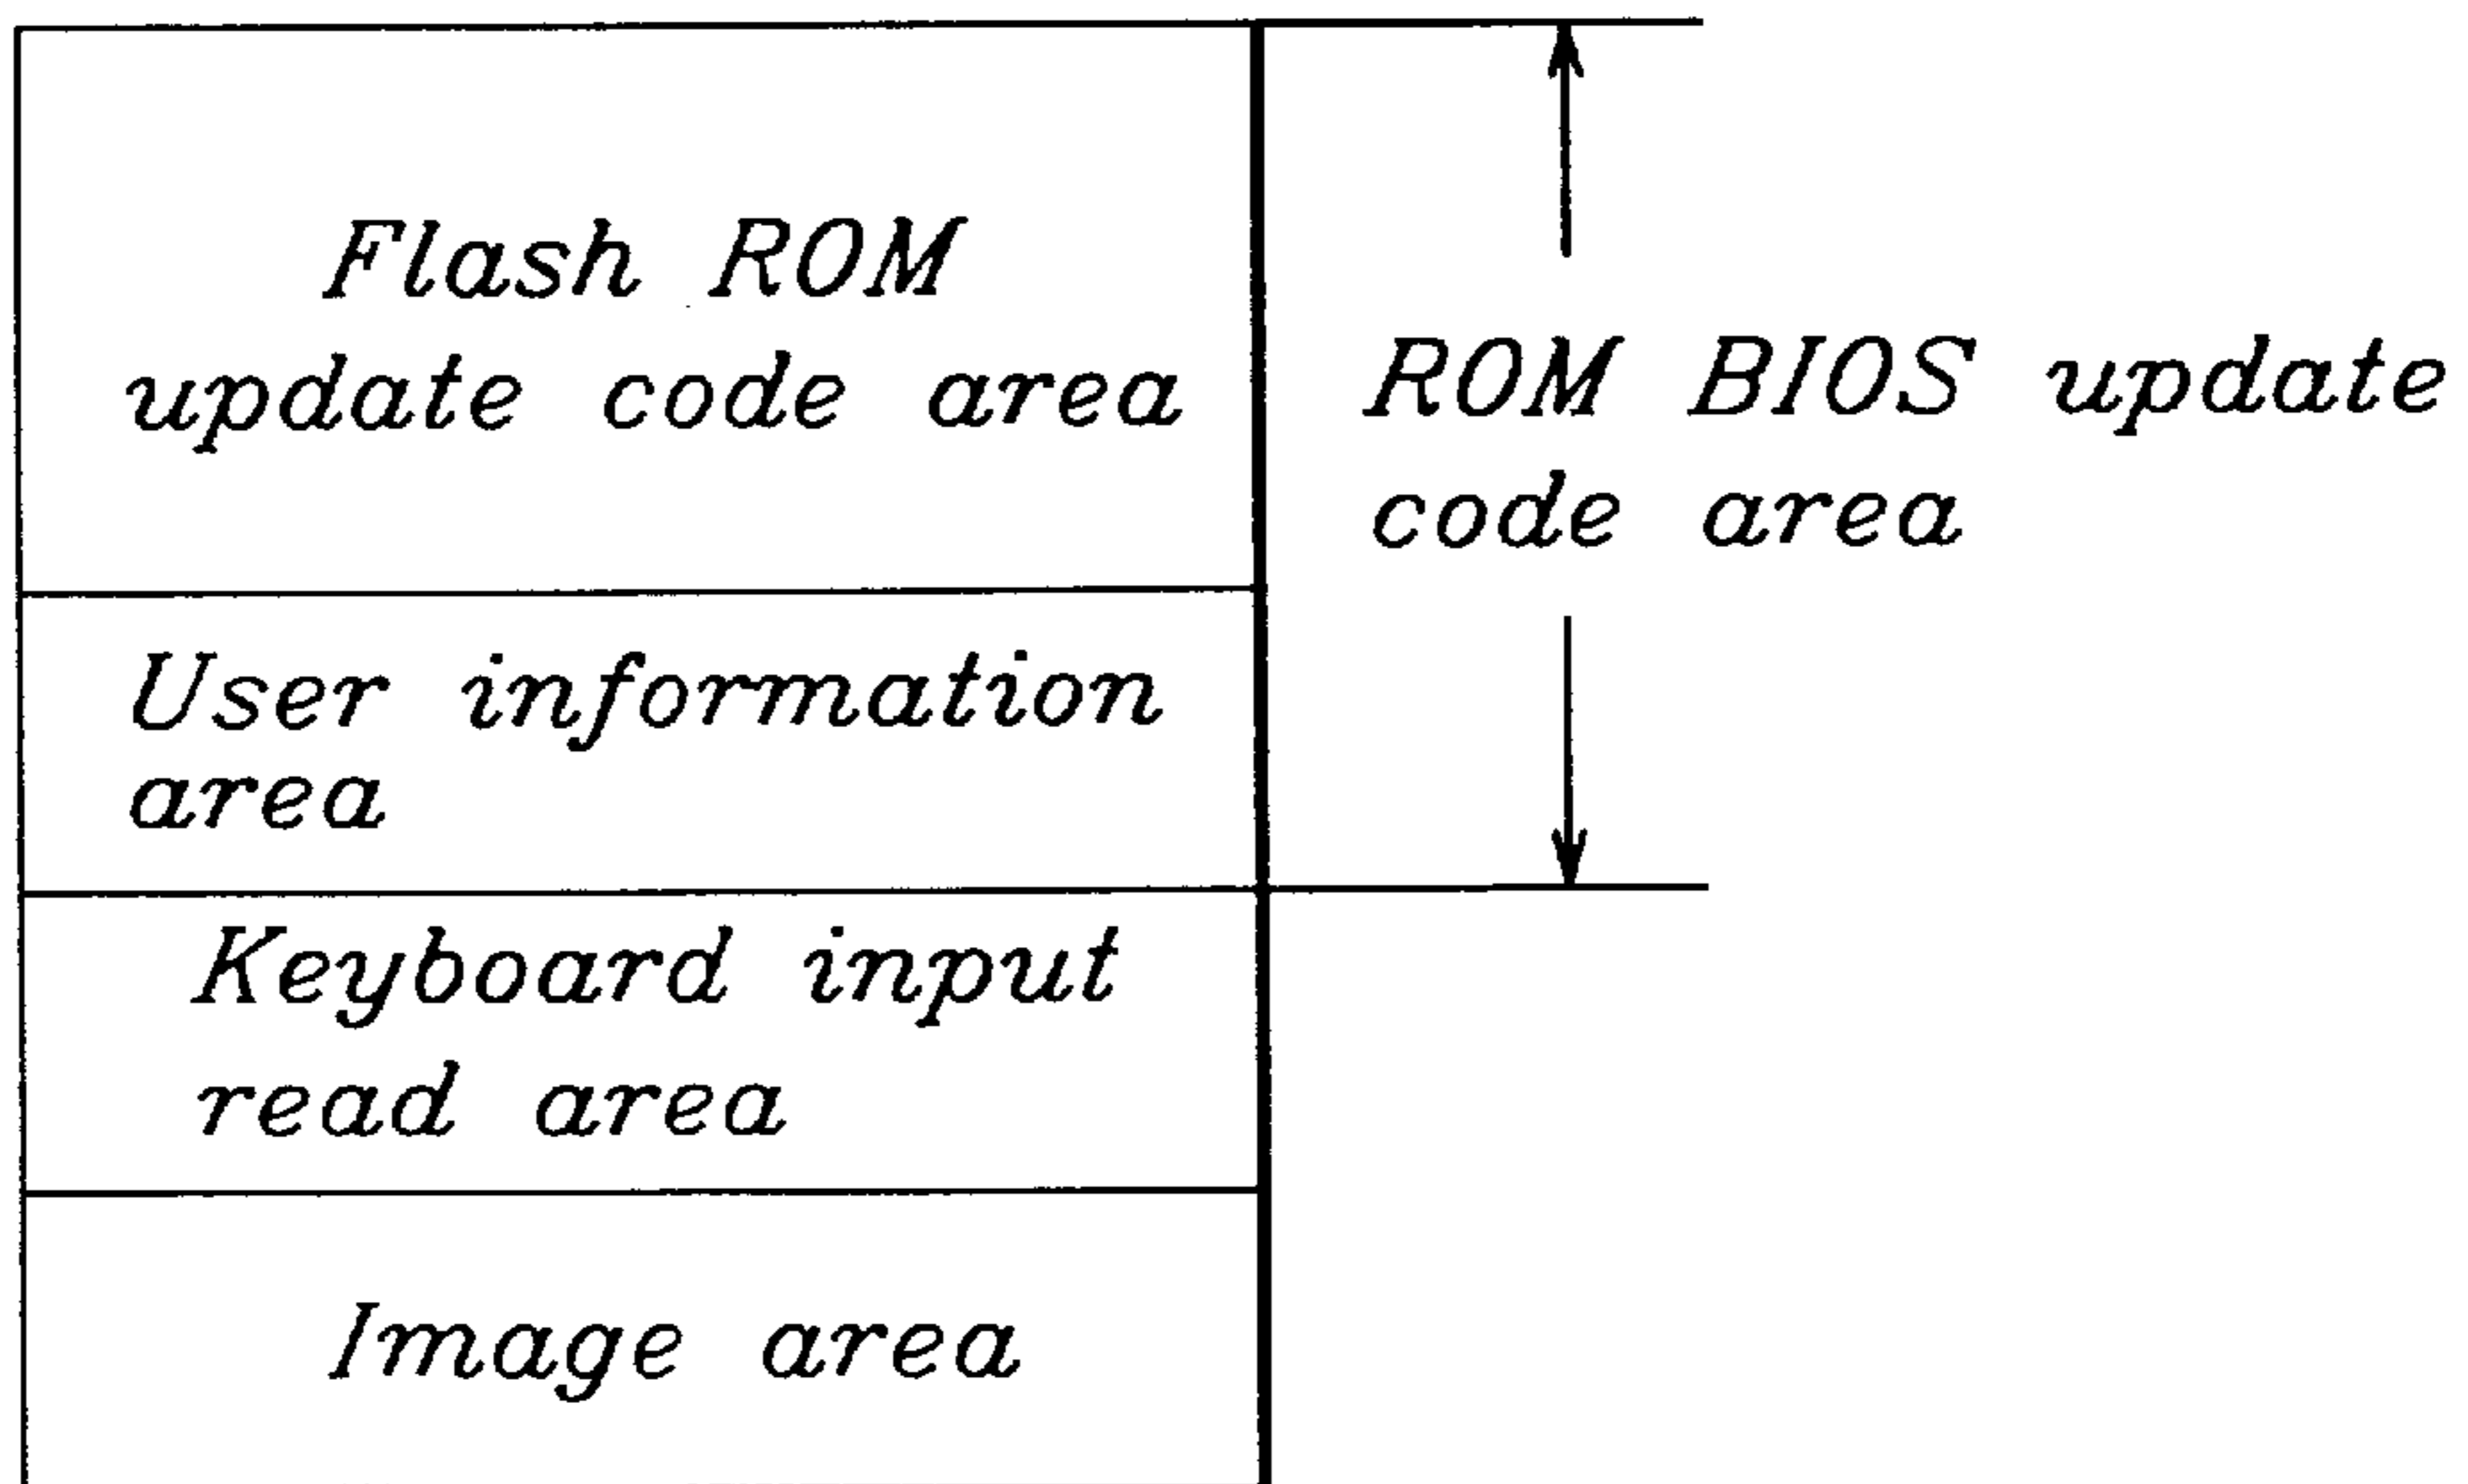 Flash ROM
update code area
ROM BIOS update
code area
User information
area
Keyboard input
read area
Image area